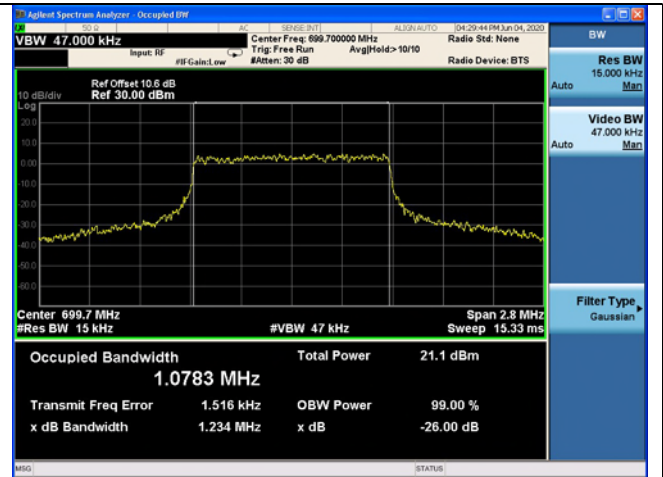 Agilent Spectrum Analyzer - Occupied BW
50 Ω AC SENSE:INT ALIGN AUTO 04:29:44 PM Jun 04, 2020
VBW 47.000 kHz Center Freq: 699.700000 MHz Radio Std: None BW
Input: RF Trig: Free Run Avg|Hold:> 10/10
#IFGain:Low #Atten: 30 dB Radio Device: BTS
Res BW
15.000 kHz
Auto Man
Ref Offset 10.6 dB
10 dB/div Ref 30.00 dBm
Log
20.0
Video BW
10.0
47.000 kHz
Auto Man
0.00
-10.0
-20.0
-30.0
-40.0
-50.0
-60.0
Filter Type
Gaussian
Center 699.7 MHz Span 2.8 MHz
#Res BW 15 kHz #VBW 47 kHz Sweep 15.33 ms
Occupied Bandwidth Total Power 21.1 dBm
1.0783 MHz
Transmit Freq Error 1.516 kHz OBW Power 99.00 %
x dB Bandwidth 1.234 MHz x dB -26.00 dB
MSG STATUS